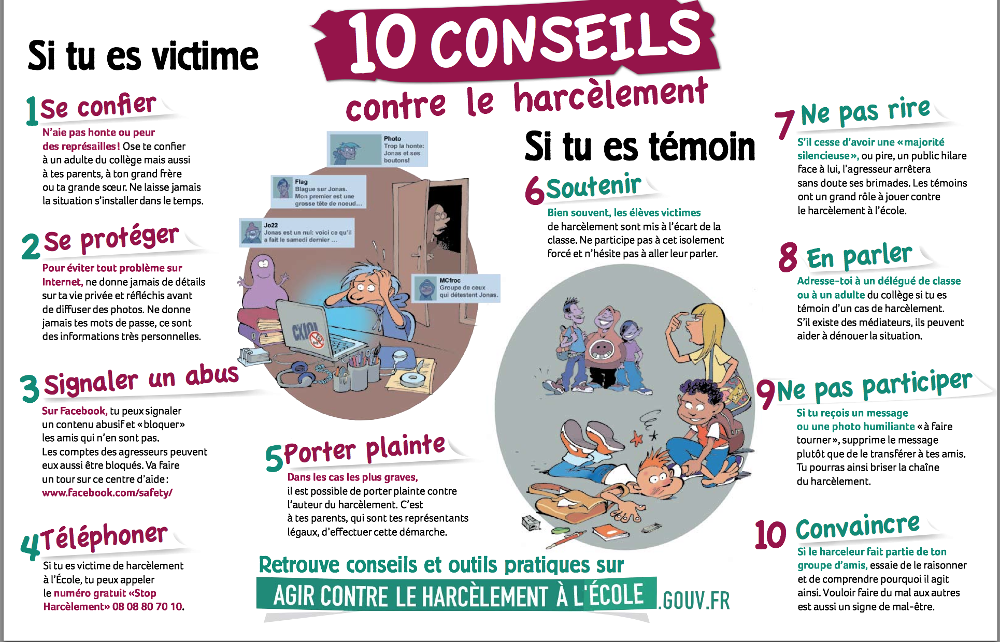 10 CONSEILS
contre le harcèlement
Si tu es victime
1 Se confier
N'aie pas honte ou peur
des représailles! Ose te confier
à un adulte du collège mais aussi
à tes parents, à ton grand frère
ou ta grande sœur. Ne laisse jamais
la situation s'installer dans le temps.
2 Se protéger
Pour éviter tout problème sur
Internet, ne donne jamais de détails
sur ta vie privée et réfléchis avant
de diffuser des photos. Ne donne
jamais tes mots de passe, ce sont
des informations très personnelles.
3 Signaler un abus
Sur Facebook, tu peux signaler
un contenu abusif et «bloquer»
les amis qui n'en sont pas.
Les comptes des agresseurs peuvent
eux aussi être bloqués. Va faire
un tour sur ce centre d'aide:
www.facebook.com/safety/
4 Téléphoner
Si tu es victime de harcèlement
à l'École, tu peux appeler
le numéro gratuit «Stop
Harcèlement» 08 08 80 70 10.
Photo
Trop la honte:
Jonas et ses
boutons!
Flag
Blague sur Jonas.
Mon premier est une
grosse tête de noeud...
Jo22
Jonas est un nul: voici ce qu'il
a fait le samedi dernier ...
MCfroc
Groupe de ceux
qui détestent Jonas.
5 Porter plainte
Dans les cas les plus graves,
il est possible de porter plainte contre
l'auteur du harcèlement. C'est
à tes parents, qui sont tes représentants
légaux, d'effectuer cette démarche.
Si tu es témoin
6 Soutenir
Bien souvent, les élèves victimes
de harcèlement sont mis à l'écart de la
classe. Ne participe pas à cet isolement
forcé et n'hésite pas à aller leur parler.
7 Ne pas rire
S'il cesse d'avoir une «majorité
silencieuse», ou pire, un public hilare
face à lui, l'agresseur arrêtera
sans doute ses brimades. Les témoins
ont un grand rôle à jouer contre
le harcèlement à l'école.
8 En parler
Adresse-toi à un délégué de classe
ou à un adulte du collège si tu es
témoin d'un cas de harcèlement.
S'il existe des médiateurs, ils peuvent
aider à dénouer la situation.
9 Ne pas participer
Si tu reçois un message
ou une photo humiliante «à faire
tourner», supprime le message
plutôt que de le transférer à tes amis.
Tu pourras ainsi briser la chaîne
du harcèlement.
10 Convaincre
Si le harceleur fait partie de ton
groupe d'amis, essaie de le raisonner
et de comprendre pourquoi il agit
ainsi. Vouloir faire du mal aux autres
est aussi un signe de mal-être.
Retrouve conseils et outils pratiques sur
AGIR CONTRE LE HARCÈLEMENT À L'ÉCOLE .GOUV.FR